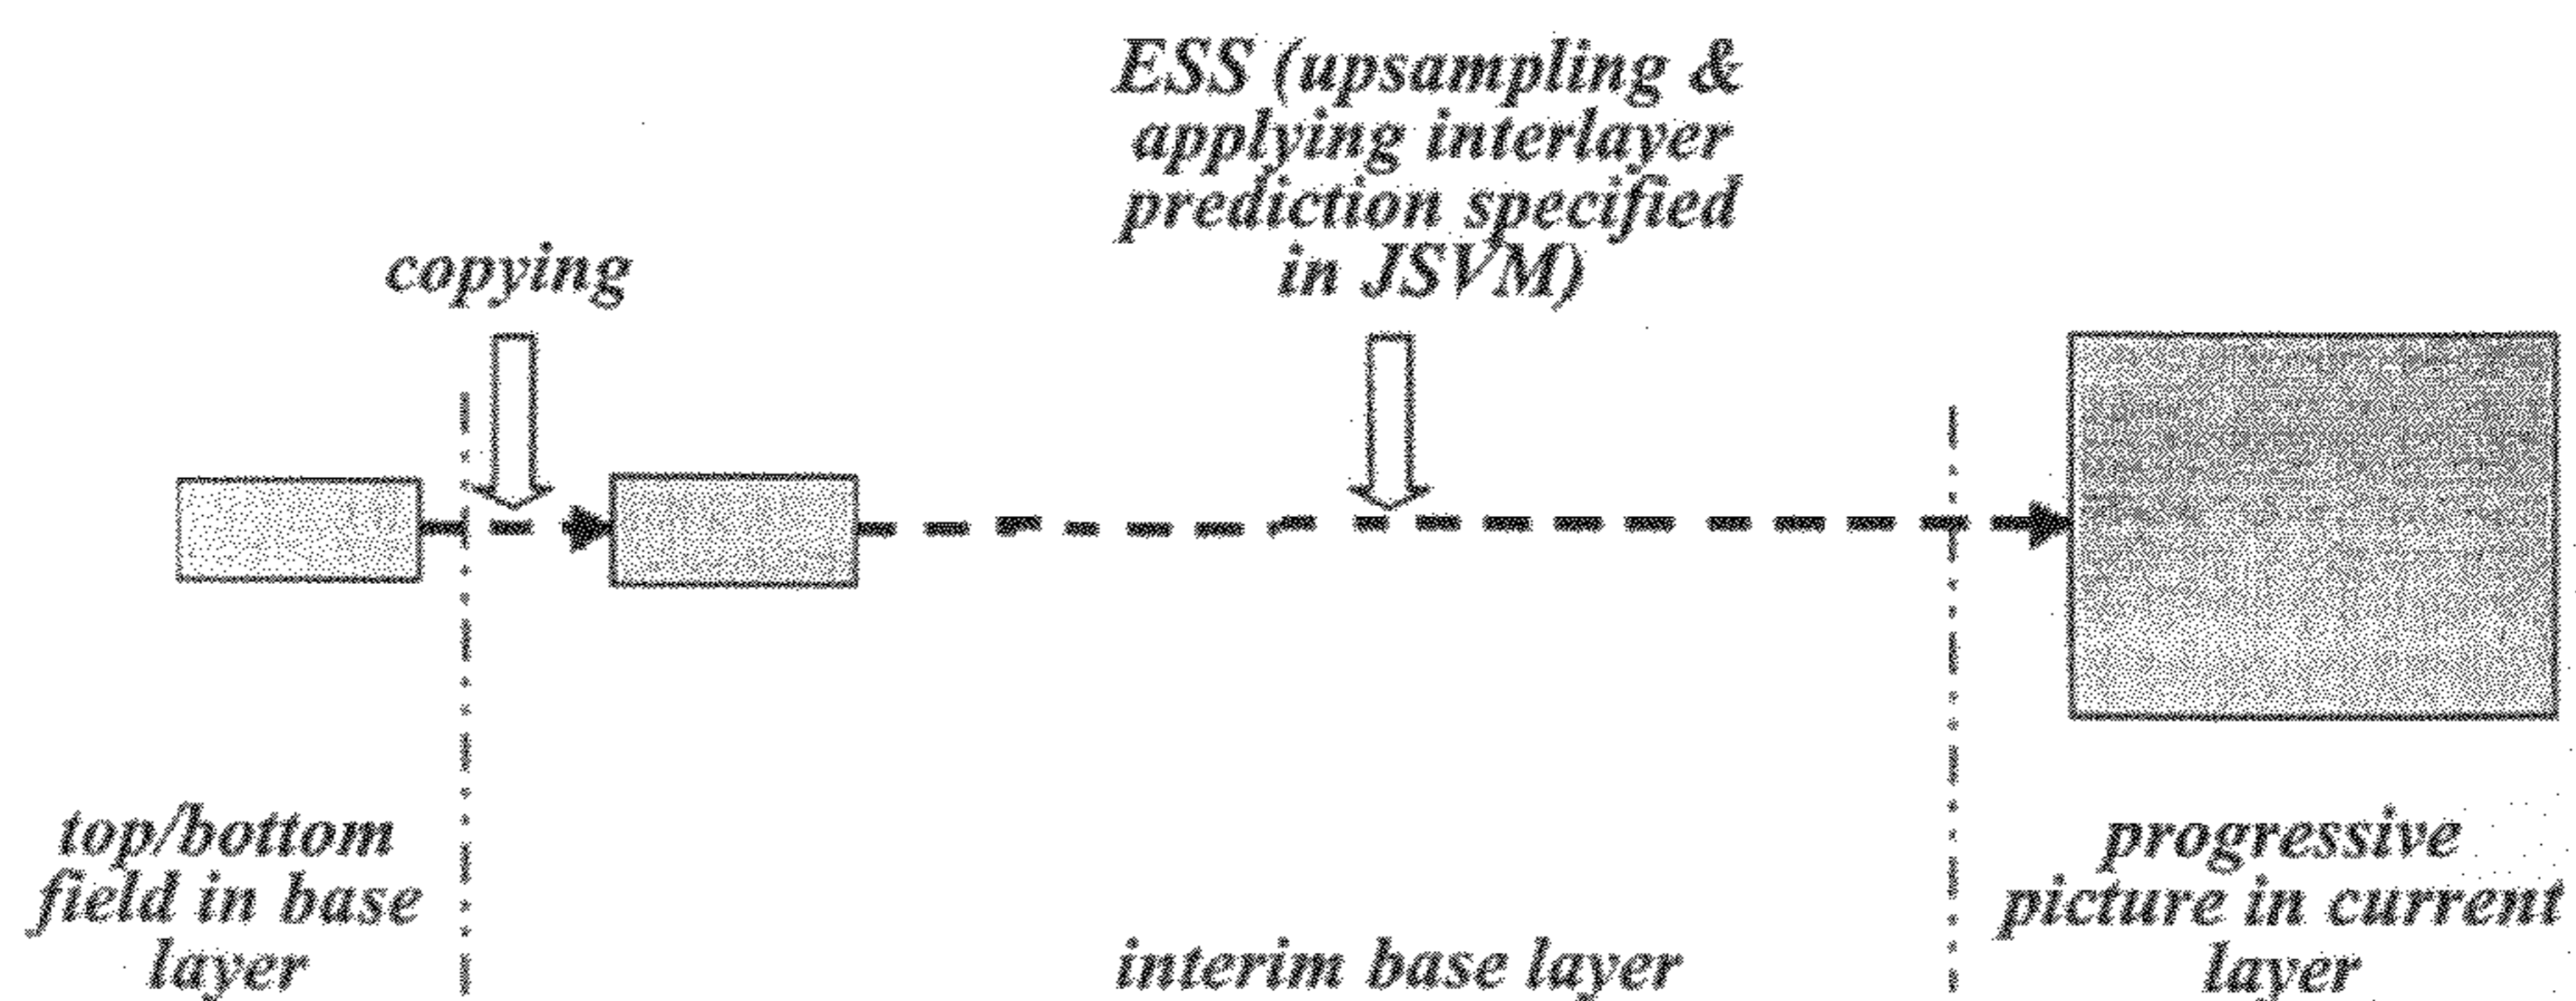 ESS (upsampling &
applying interlayer
prediction specified
in JSVM)
copying
top/bottom
field in base
layer
interim base layer
progressive
picture in current
layer